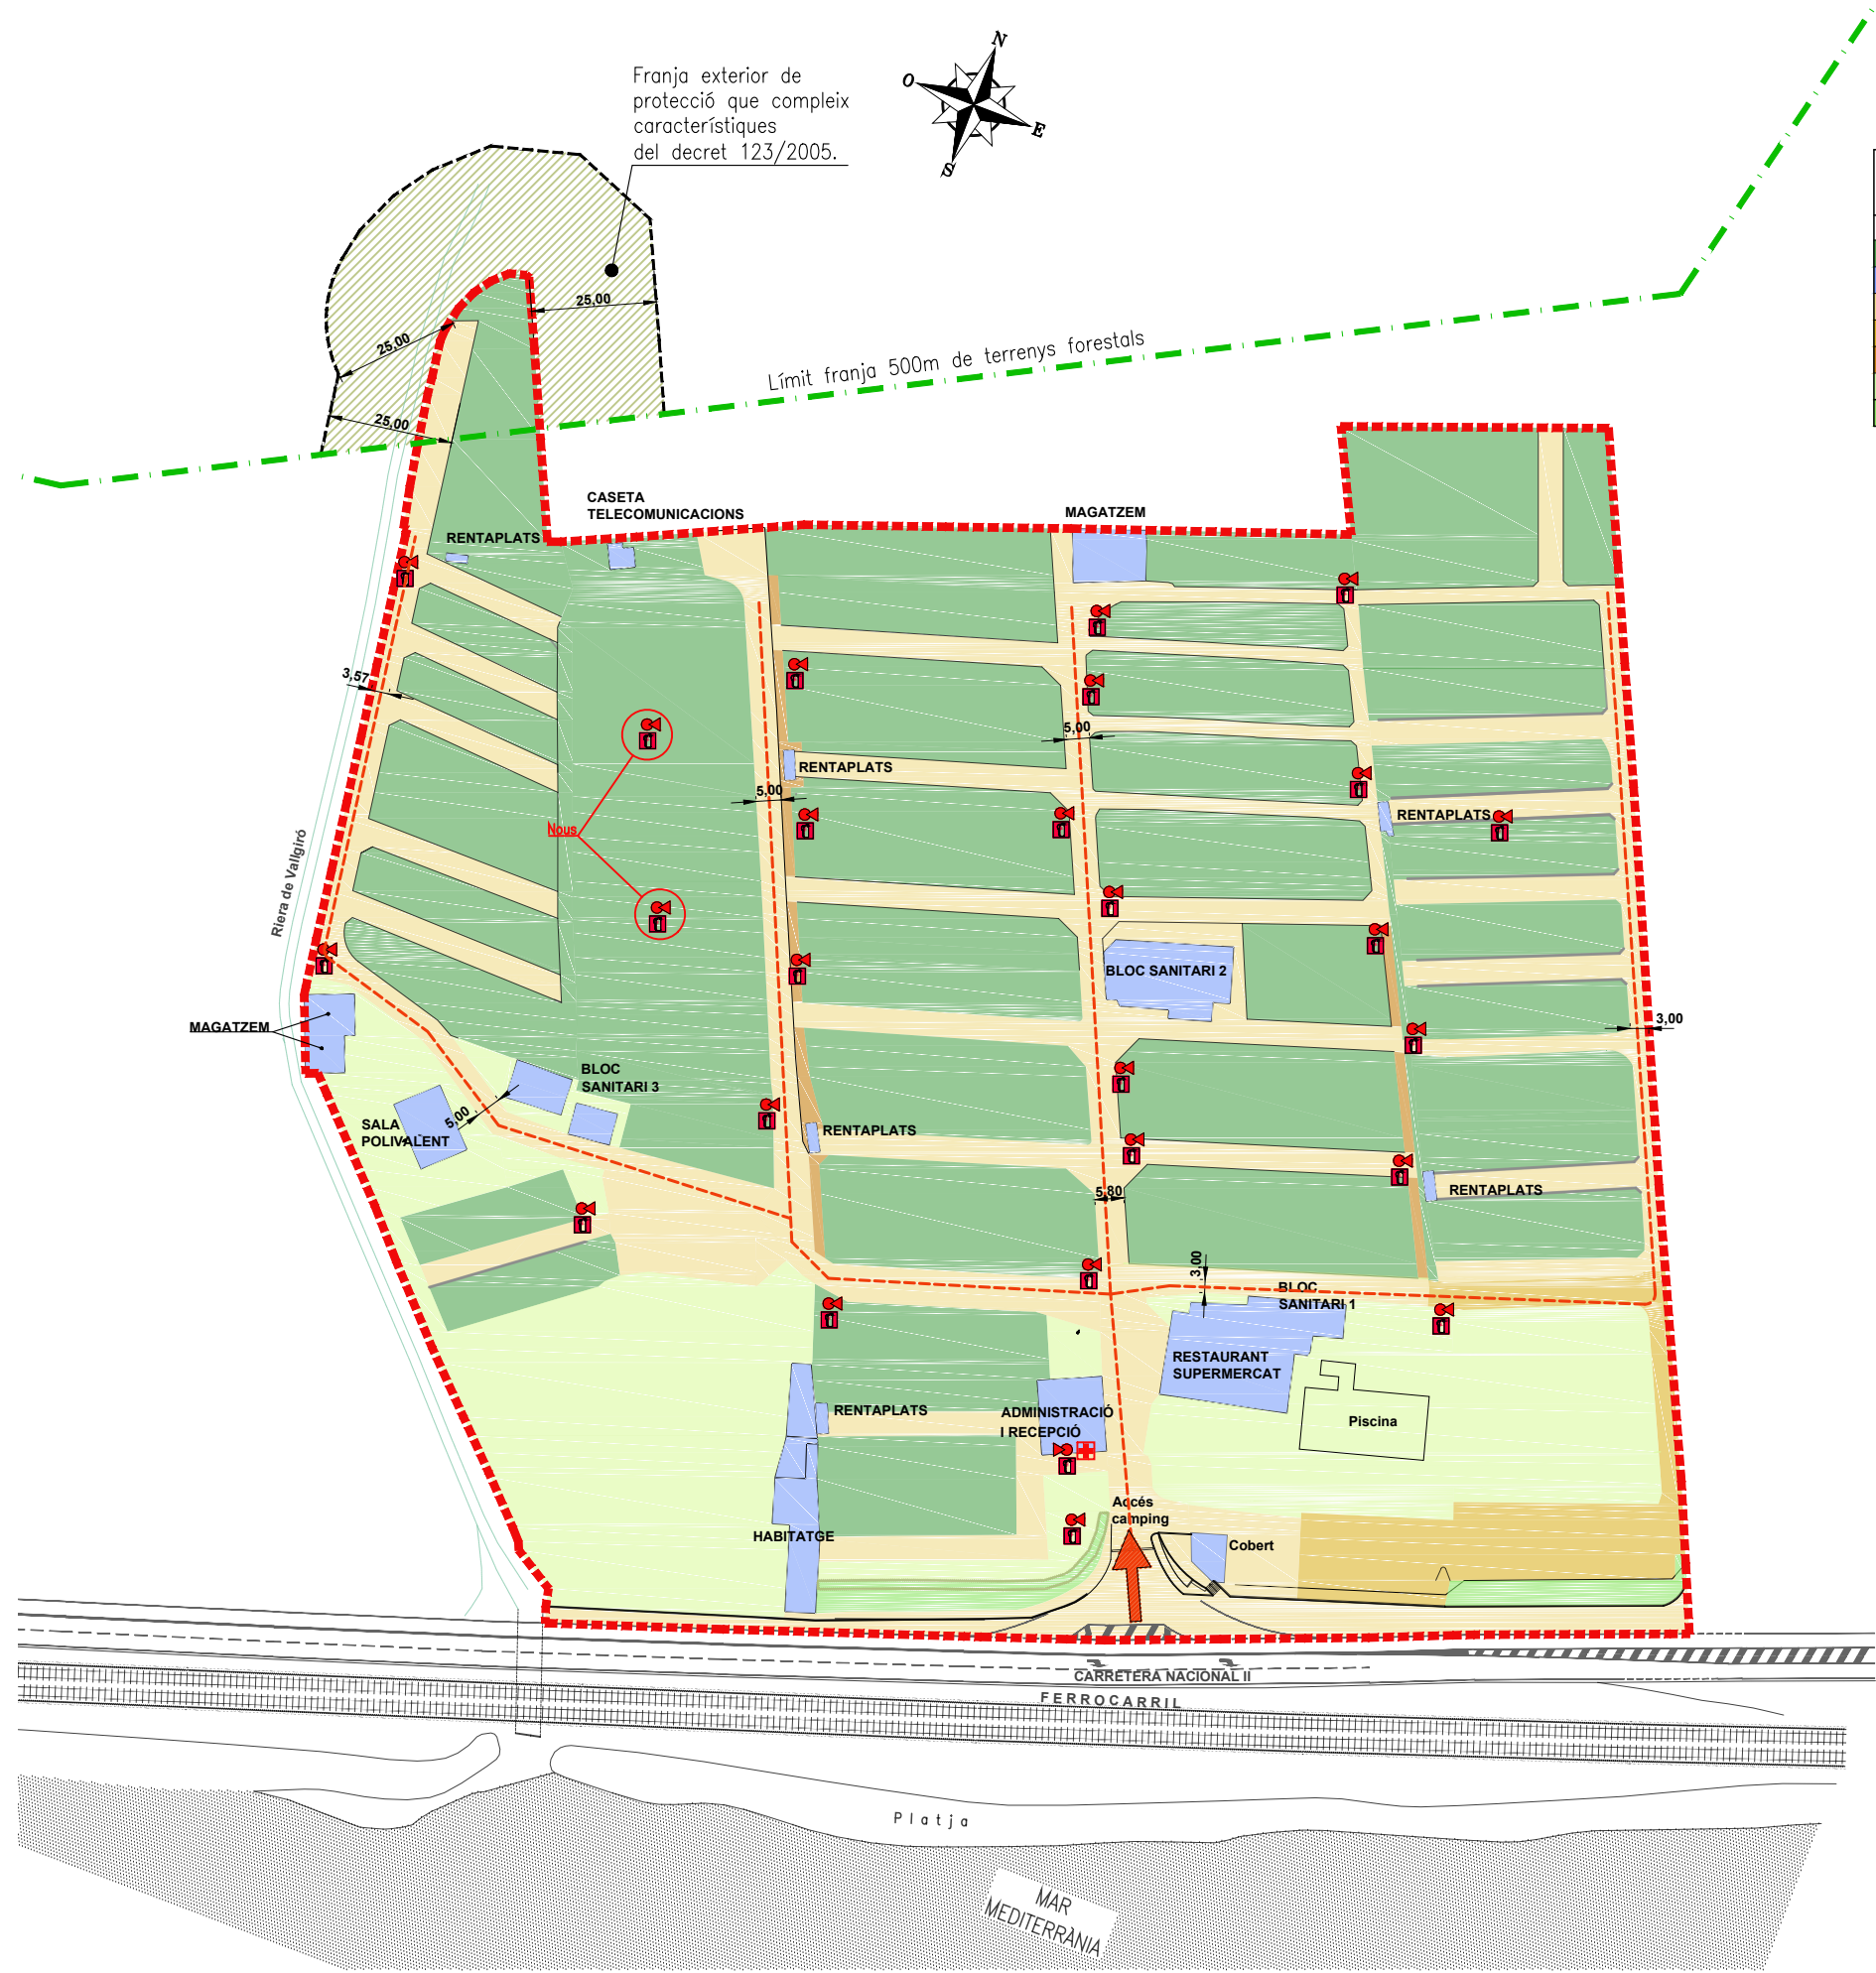 N
O
E
S
Franja exterior de
protecció que compleix
característiques
del decret 123/2005.
25,00
25,00
25,00
Límit franja 500m de terrenys forestals
CASETA
TELECOMUNICACIONS
MAGATZEM
RENTAPLATS
3,57
5,00
RENTAPLATS
5,00
Nous
RENTAPLATS
Riera de Vallgiró
BLOC SANITARI 2
MAGATZEM
3,00
BLOC
SANITARI 3
SALA
POLIVALENT
5,00
RENTAPLATS
5,80
RENTAPLATS
3,00
BLOC
SANITARI 1
RESTAURANT
SUPERMERCAT
RENTAPLATS
ADMINISTRACIÓ
I RECEPCIÓ
Piscina
Accés
camping
HABITATGE
Cobert
CARRETERA NACIONAL II
FERROCARRIL
Platja
MAR
MEDITERRÀNIA